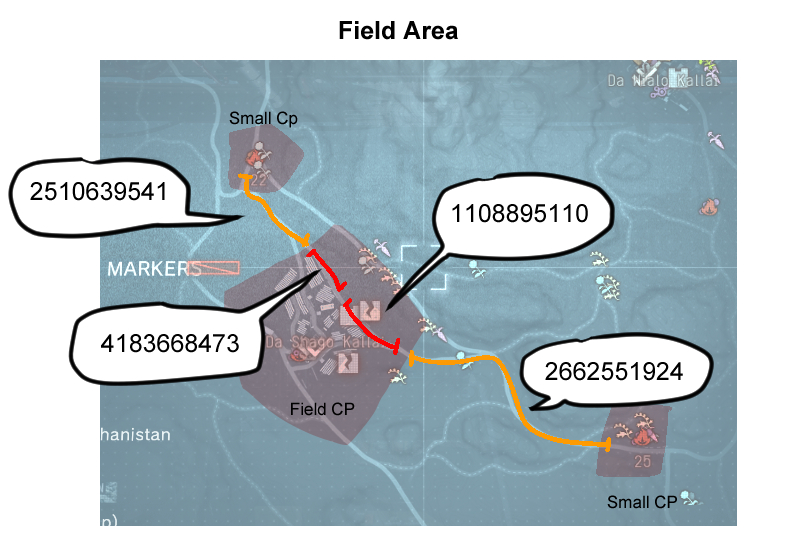 Field Area
Da Nialo Kallai
Small Cp
22
2510639541
1108895110
MARKERS
4183668473
Da Shago Kallai
2662551924
Field CP
hanistan
25
Small CP
p)